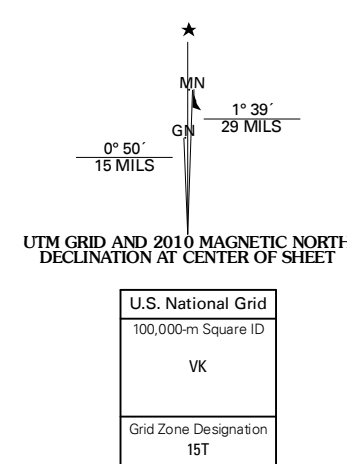 ★
MN
1° 39´
29 MILS
GN
0° 50´
15 MILS
UTM GRID AND 2010 MAGNETIC NORTH
DECLINATION AT CENTER OF SHEET
U.S. National Grid
100,000-m Square ID
VK
Grid Zone Designation
15T